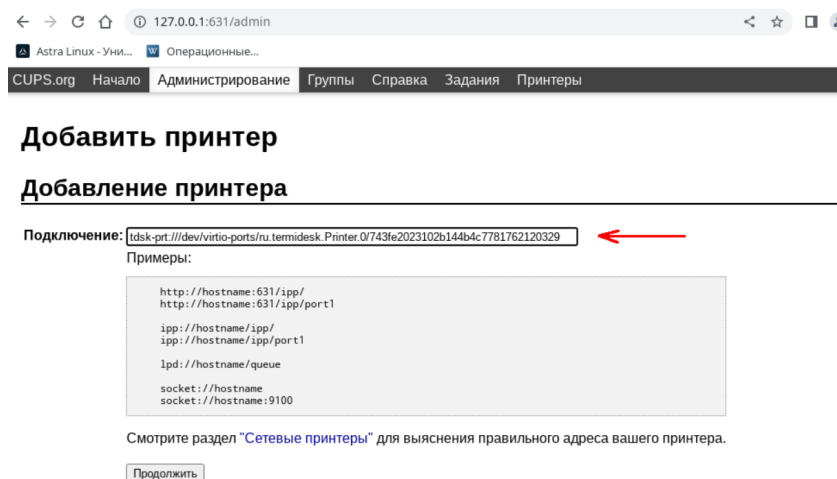 127.0.0.1:631/admin
Astra Linux - Уни... Операционные...
CUPS.org Начало Администрирование Группы Справка Задания Принтеры
Добавить принтер
Добавление принтера
Подключение: tdsk-prt:///dev/virtio-ports/ru.termidesk.Printer.0/743fe2023102b144b4c7781762120329
Примеры:
http://hostname:631/ipp/
http://hostname:631/ipp/port1
ipp://hostname/ipp/
ipp://hostname/ipp/port1
lpd://hostname/queue
socket://hostname
socket://hostname:9100
Смотрите раздел "Сетевые принтеры" для выяснения правильного адреса вашего принтера.
Продолжить